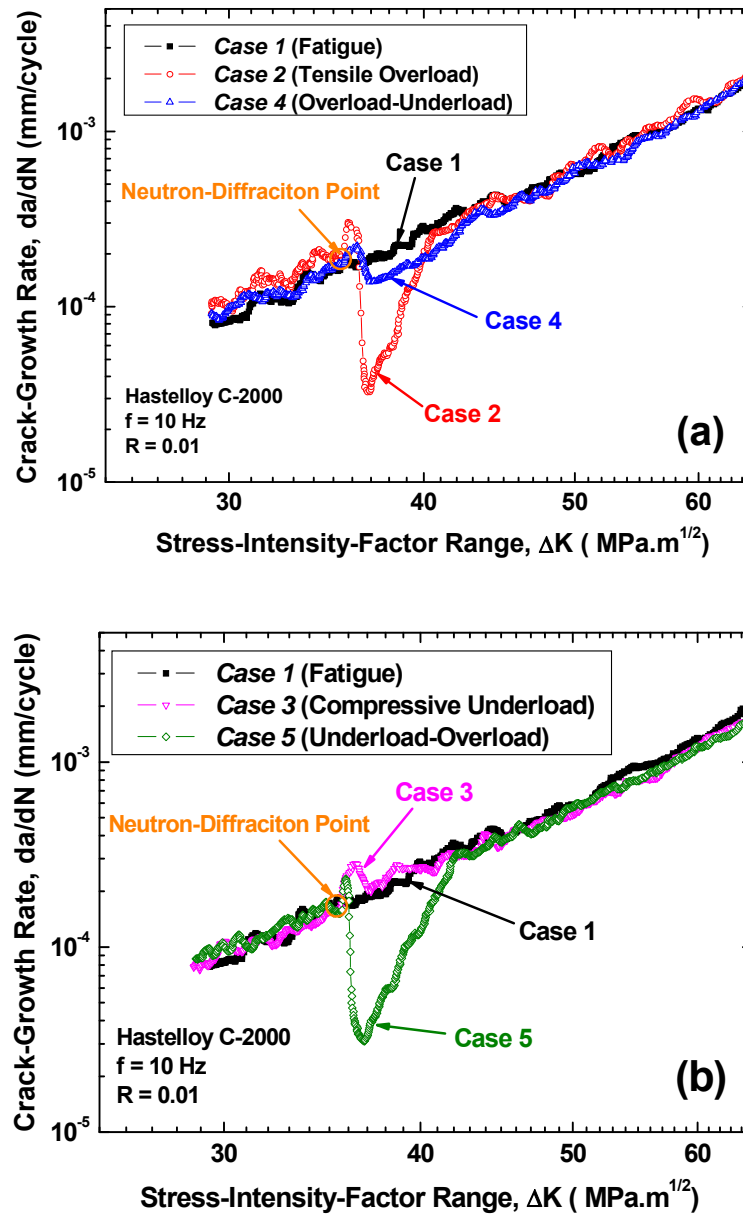 Case 1 (Fatigue)
Case 2 (Tensile Overload)
Case 4 (Overload-Underload)
Case 1
Neutron-Diffraciton Point
Case 4
Case 2
Hastelloy C-2000
f = 10 Hz
R = 0.01
(a)
10^-3
10^-4
10^-5
Crack-Growth Rate, da/dN (mm/cycle)
30 40 50 60
Stress-Intensity-Factor Range, ΔK ( MPa.m^1/2)
Case 1 (Fatigue)
Case 3 (Compressive Underload)
Case 5 (Underload-Overload)
Case 3
Neutron-Diffraciton Point
Case 1
Case 5
Hastelloy C-2000
f = 10 Hz
R = 0.01
(b)
10^-3
10^-4
10^-5
Crack-Growth Rate, da/dN (mm/cycle)
30 40 50 60
Stress-Intensity-Factor Range, ΔK ( MPa.m^1/2)